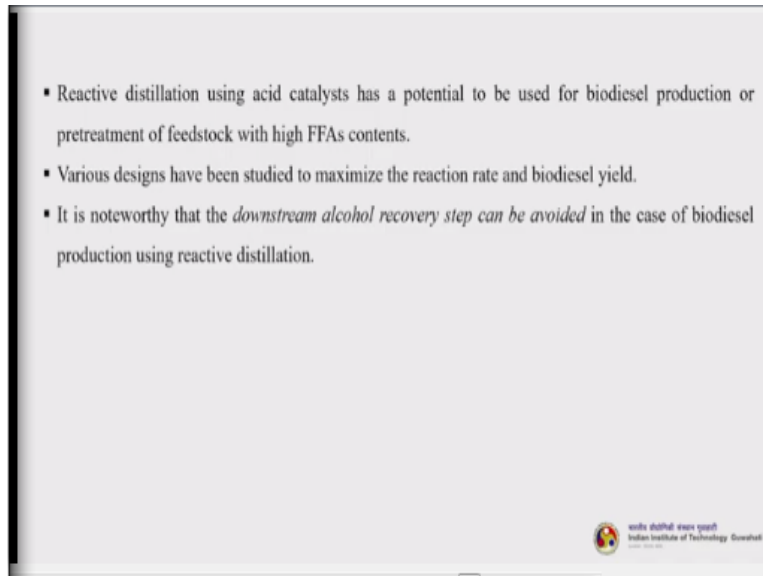 ▪ Reactive distillation using acid catalysts has a potential to be used for biodiesel production or
pretreatment of feedstock with high FFAs contents.
▪ Various designs have been studied to maximize the reaction rate and biodiesel yield.
▪ It is noteworthy that the downstream alcohol recovery step can be avoided in the case of biodiesel
production using reactive distillation.
Indian Institute of Technology Guwahati